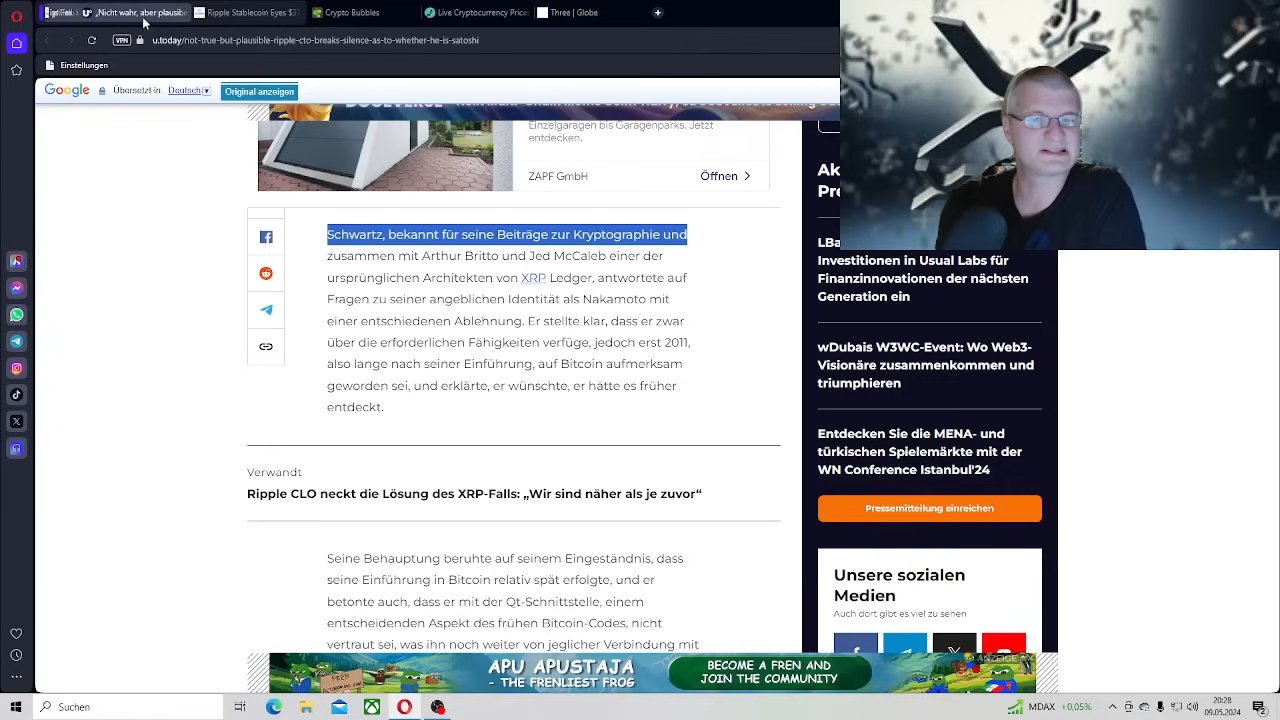 „Nicht wahr, aber plausibe
Ripple Stablecoin Eyes $3
Crypto Bubbles
Live Cryptocurrency Prices
Three | Globe
VPN
u.today/not-true-but-plausible-ripple-cto-breaks-silence-as-to-whether-he-is-satoshi
Einstellungen
Google
Übersetzt in:
Deutsch
Original anzeigen
Einzelgaragen bis Garagenparks. Jetzt
entdecken.
ZAPF GmbH
Öffnen
Schwartz, bekannt für seine Beiträge zur Kryptographie und
zusammen mit Arthur Britto und Jed McCaleb einer der
ursprünglichen Architekten von XRP Ledger, antwortete auf
Fragen zu seiner angeblichen Identität als Nakamoto mit
einer entschiedenen Ablehnung. Er stellte klar, dass er zwar
über die erforderlichen Fähigkeiten verfüge, jedoch erst 2011,
also lange nach seiner Einführung, auf Bitcoin aufmerksam
geworden sei, und erklärte, er wünschte, er hätte es früher
entdeckt.
Verwandt
Ripple CLO neckt die Lösung des XRP-Falls: „Wir sind näher als je zuvor“
Seine Behauptung beruhte auf seinem Eingeständnis, dass
seine Einführung in Bitcoin relativ spät erfolgte, und er
betonte auch, dass er mit der Qt-Schnittstelle, einem
entscheidenden Aspekt des frühen Bitcoin-Codes, nicht
vertraut sei, was ihn noch weiter von jeglicher Verbindung mit
Ak
Pre
LBa
Investitionen in Usual Labs für
Finanzinnovationen der nächsten
Generation ein
wDubais W3WC-Event: Wo Web3-
Visionäre zusammenkommen und
triumphieren
Entdecken Sie die MENA- und
türkischen Spielemärkte mit der
WN Conference Istanbul'24
Pressemitteilung einreichen
Unsere sozialen
Medien
Auch dort gibt es viel zu sehen
APU APUSTAJA
- THE FRENLIEST FROG
BECOME A FREN AND
JOIN THE COMMUNITY
ANZEIGE
Suchen
MDAX +0,05%
20:28
09.05.2024